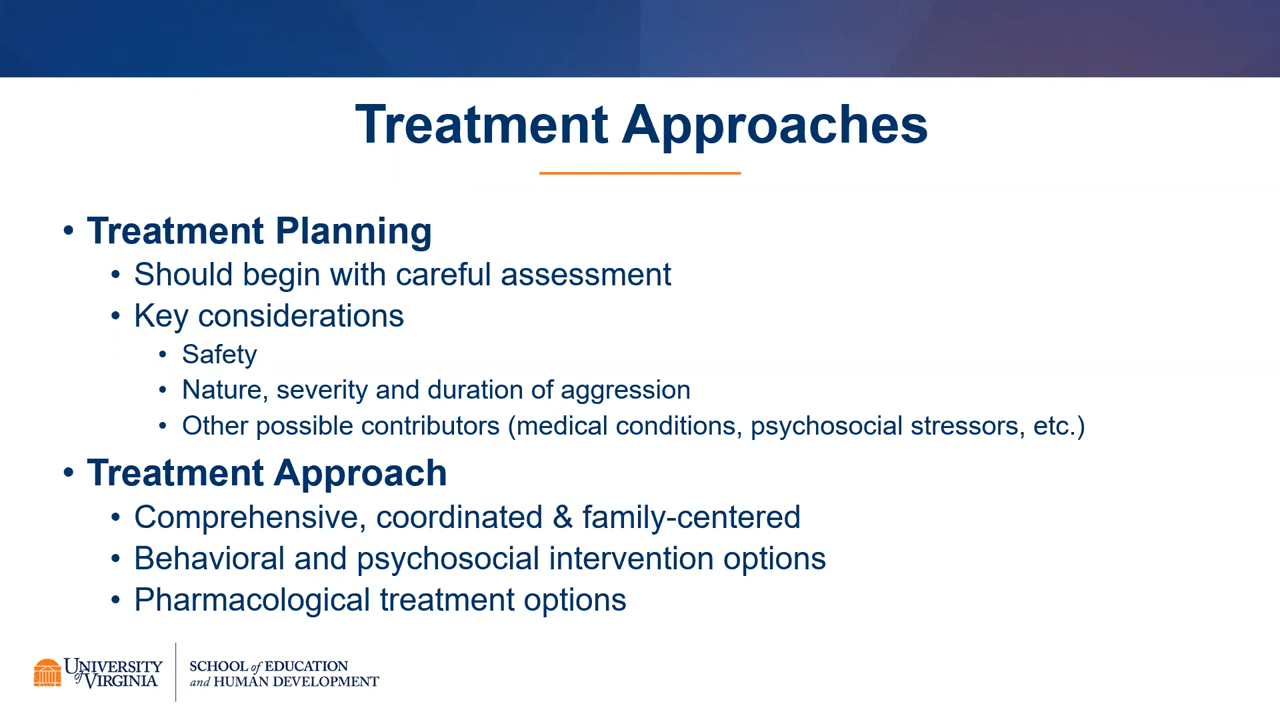 Treatment Approaches
• Treatment Planning
• Should begin with careful assessment
• Key considerations
• Safety
• Nature, severity and duration of aggression
• Other possible contributors (medical conditions, psychosocial stressors, etc.)
• Treatment Approach
• Comprehensive, coordinated & family-centered
• Behavioral and psychosocial intervention options
• Pharmacological treatment options
UNIVERSITY
of VIRGINIA
SCHOOL of EDUCATION
and HUMAN DEVELOPMENT